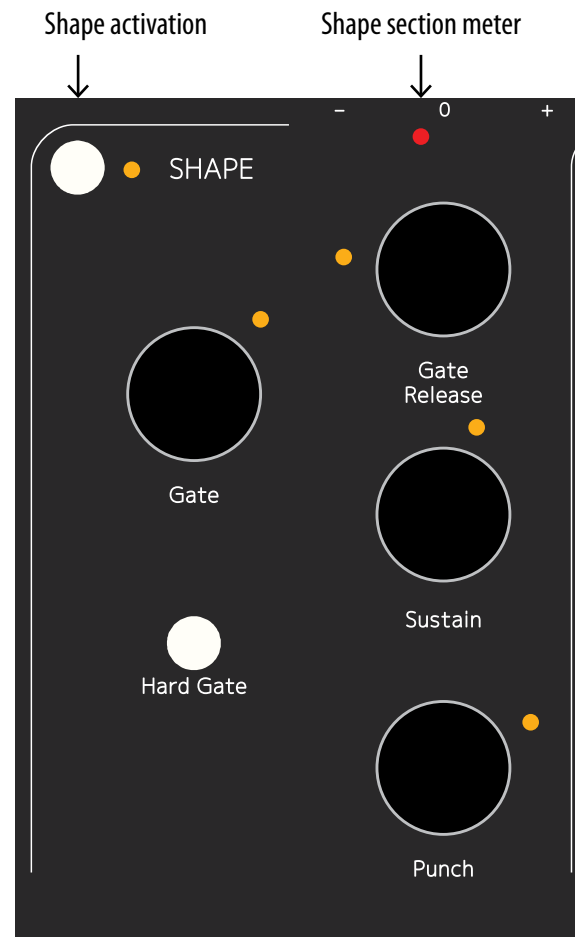 Shape activation
Shape section meter
- 0 +
SHAPE
Gate
Release
Gate
Sustain
Hard Gate
Punch